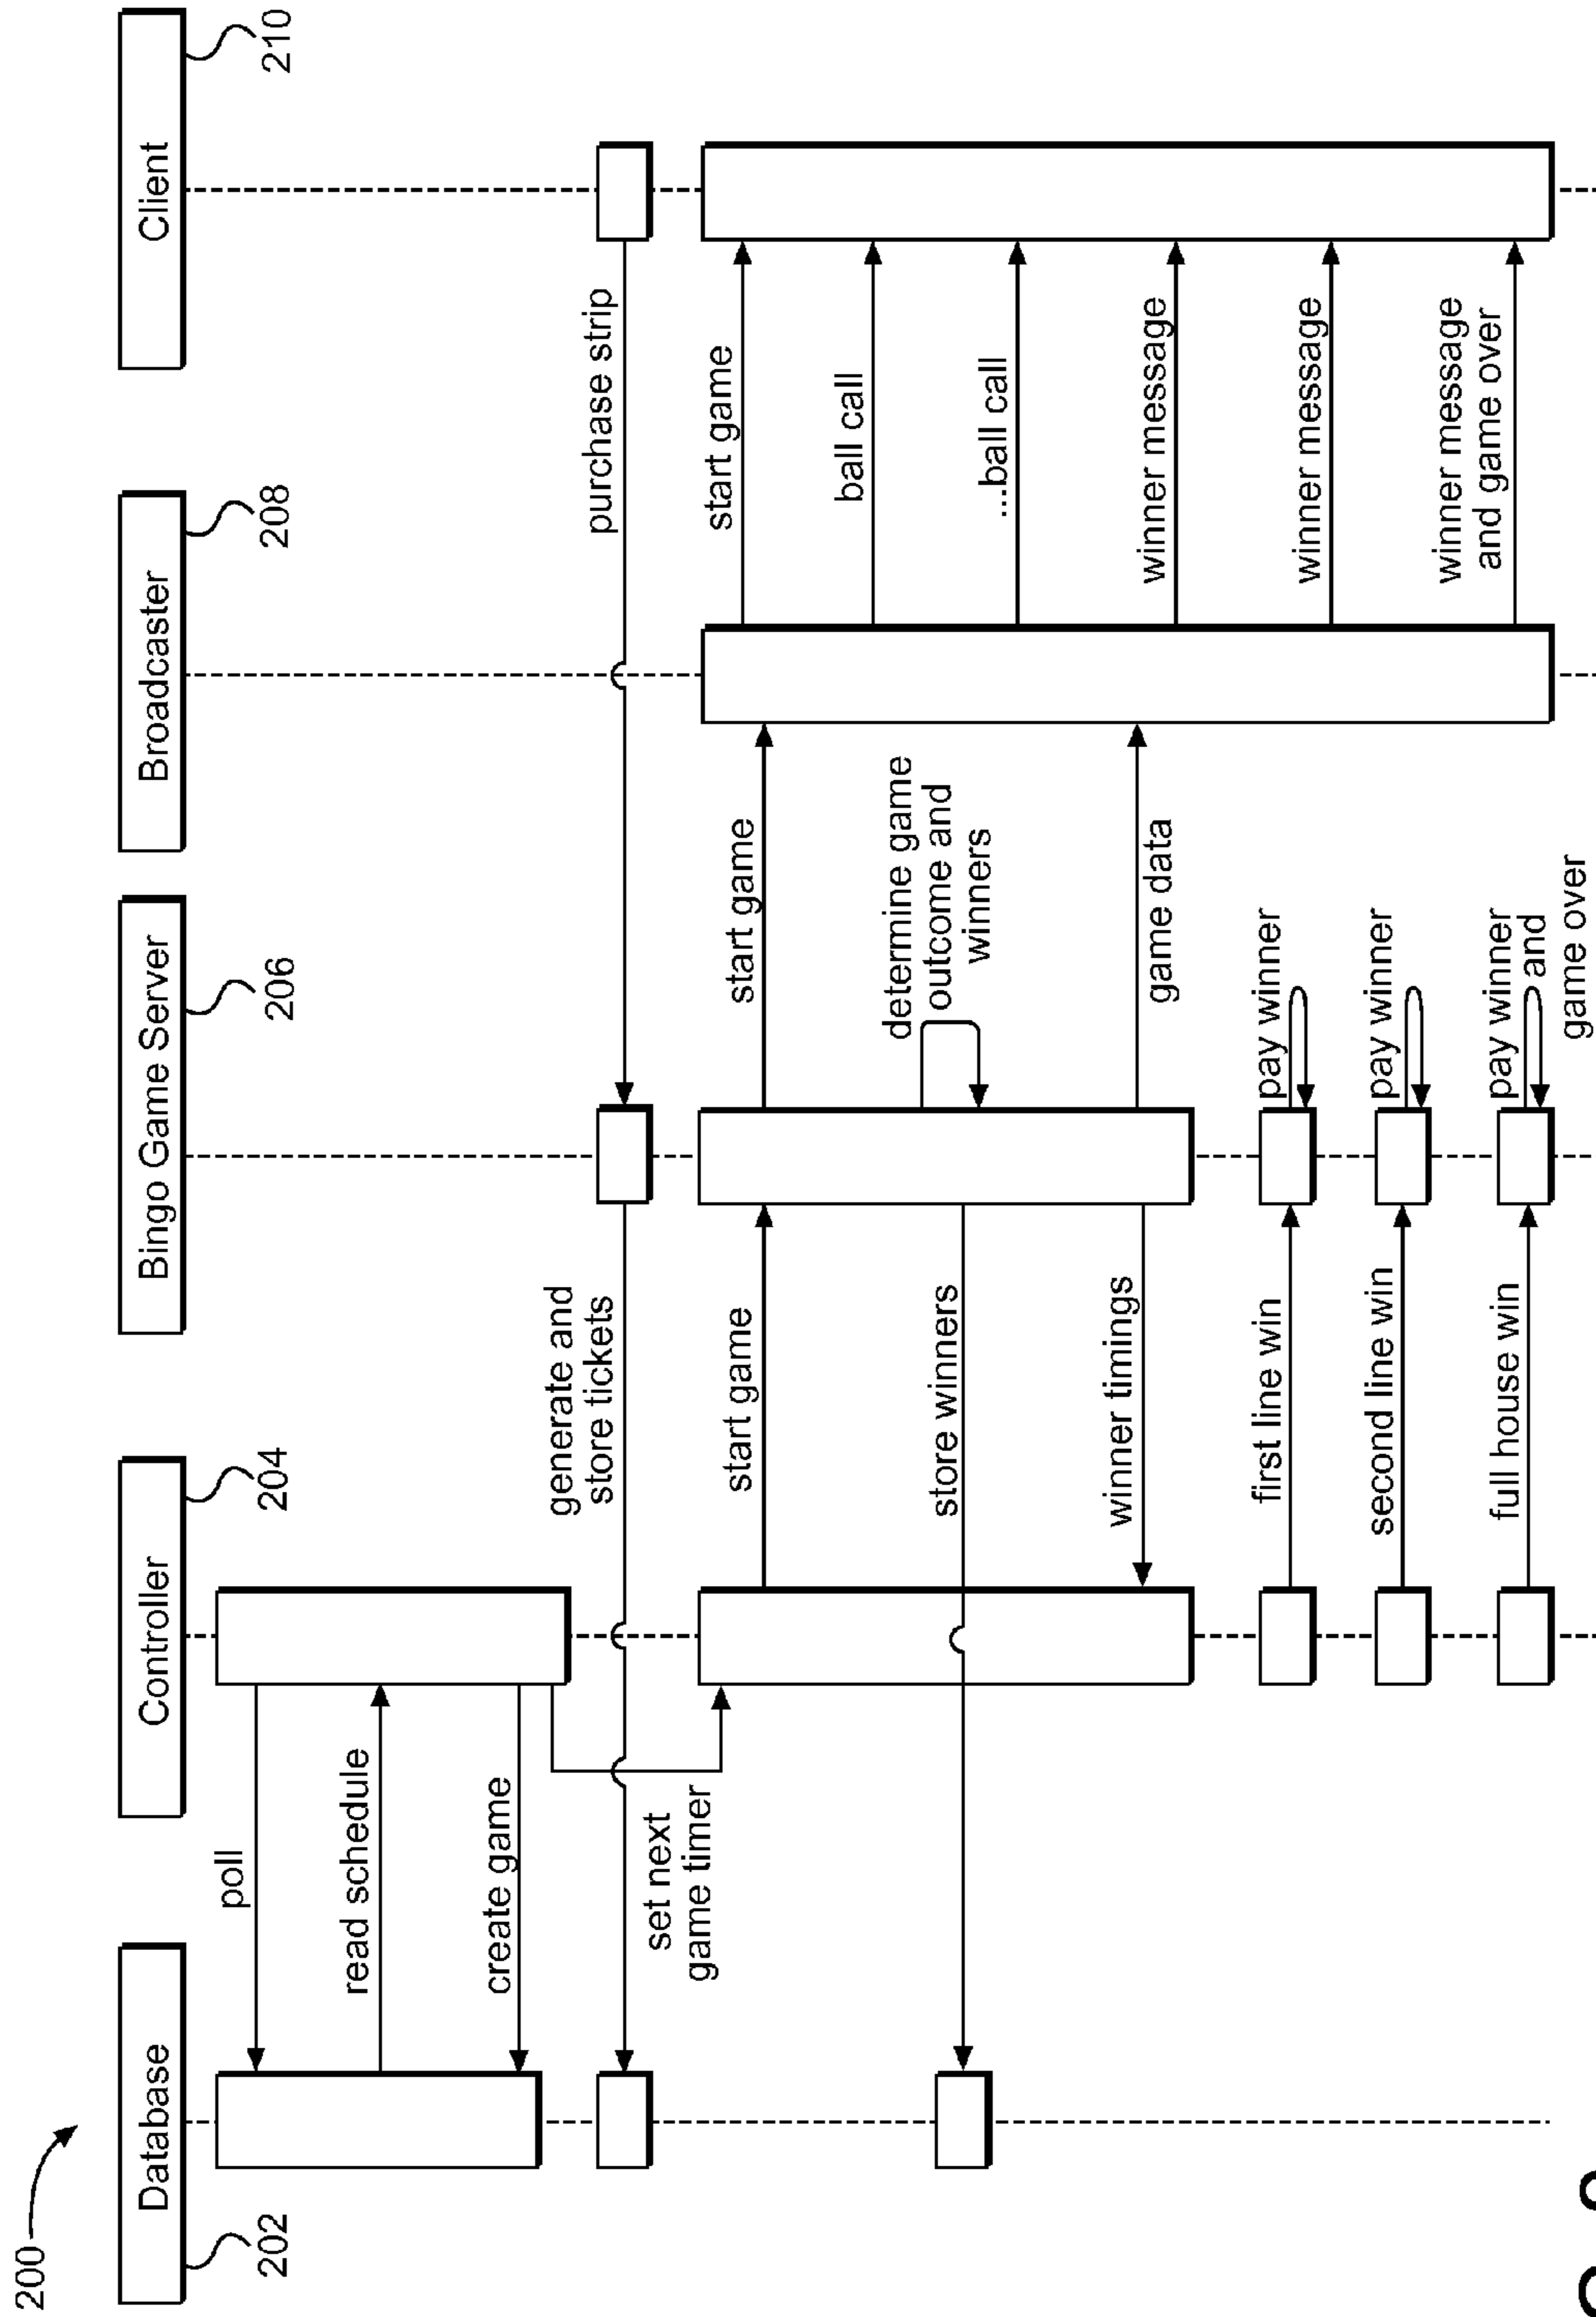 200
Database
202
Controller
204
Bingo Game Server
206
Broadcaster
208
Client
210
poll
read schedule
create game
set next
game timer
generate and
store tickets
purchase strip
start game
start game
start game
ball call
...ball call
determine game
outcome and
winners
store winners
winner timings
game data
winner message
winner message
winner message
and game over
first line win
pay winner
second line win
pay winner
full house win
pay winner
and
game over